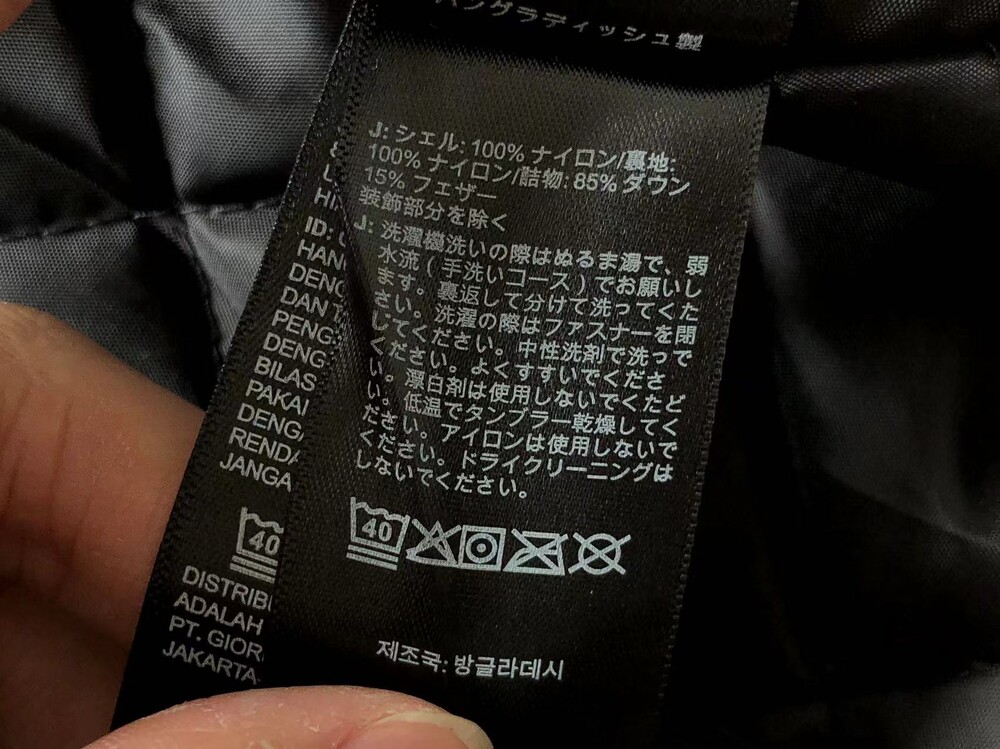 バングラディッシュ製
J: シェル: 100% ナイロン/裏地:
100% ナイロン/詰物: 85% ダウン
15% フェザー
装飾部分を除く
J: 洗濯機洗いの際はぬるま湯で、弱
水流 ( 手洗いコース ) でお願いし
ます。裏返して分けて洗ってくだ
さい。洗濯の際はファスナーを閉
してください。中性洗剤で洗って
ください。よくすすいでくださ
い。漂白剤は使用しないでくだ
さい。低温でタンブラー乾燥してく
ださい。アイロンは使用しないで
ください。ドライクリーニングは
しないでください。
40
제조국: 방글라데시
ID:
HAN
DENG
DAN T
PENG
DENG
BILAS
PAKAI
DENGA
RENDA
JANGA
40
DISTRIB
ADALAH
PT. GIOR
JAKARTA